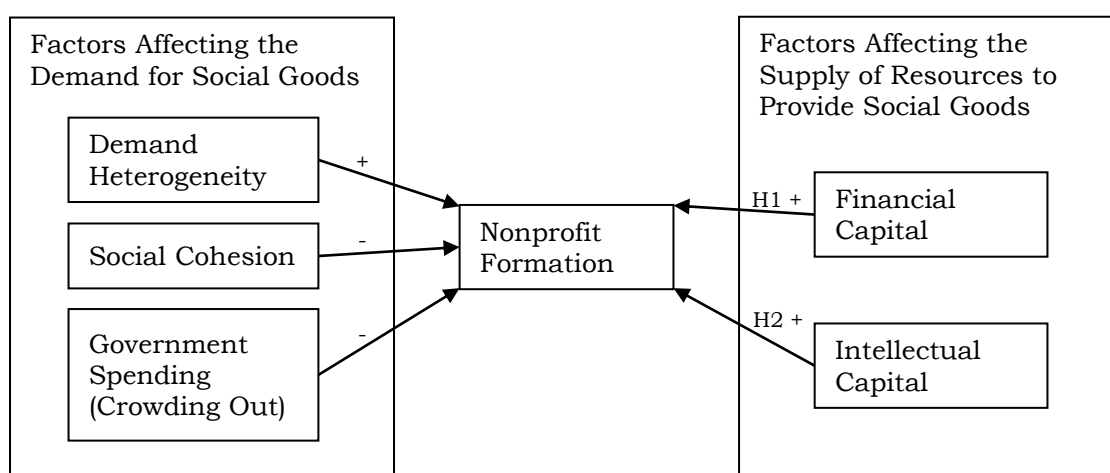 Factors Affecting the
Demand for Social Goods
Demand
Heterogeneity
+
Social Cohesion
-
Government
Spending
(Crowding Out)
-
Nonprofit
Formation
Factors Affecting the
Supply of Resources to
Provide Social Goods
H1 +
Financial
Capital
H2 +
Intellectual
Capital